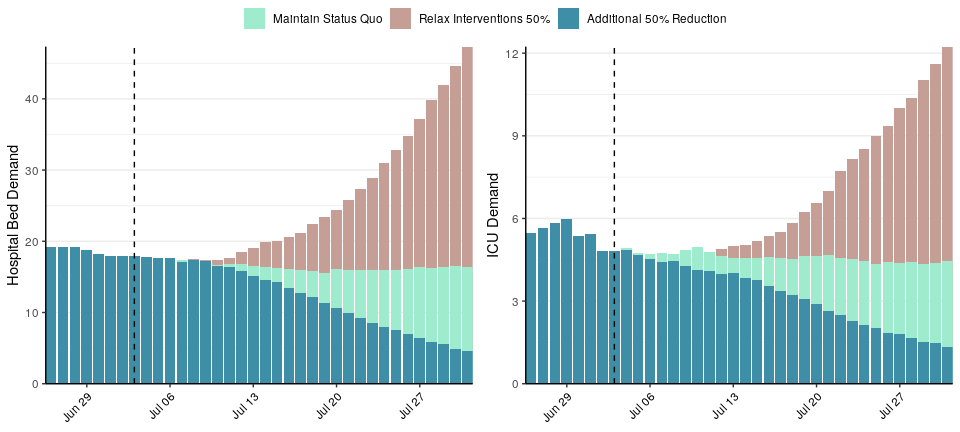 Maintain Status Quo Relax Interventions 50% Additional 50% Reduction
Hospital Bed Demand
40
30
20
10
0
Jun 29 Jul 06 Jul 13 Jul 20 Jul 27
ICU Demand
12
9
6
3
0
Jun 29 Jul 06 Jul 13 Jul 20 Jul 27